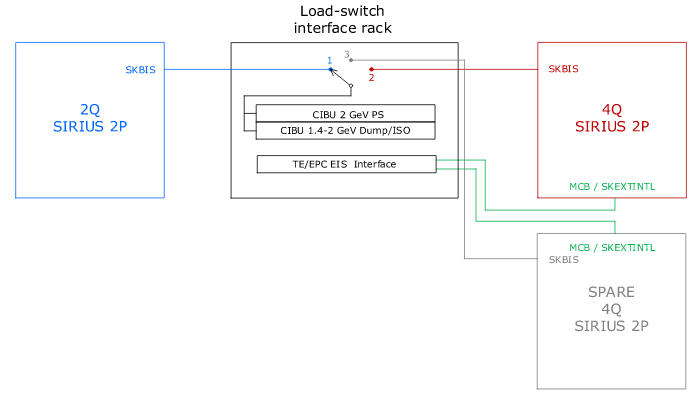 Load-switch
interface rack
SKBIS
1
3
2
SKBIS
2Q
SIRIUS 2P
CIBU 2 GeV PS
CIBU 1.4-2 GeV Dump/ISO
4Q
SIRIUS 2P
TE/EPC EIS Interface
MCB / SKEXTINTL
MCB / SKEXTINTL
SKBIS
SPARE
4Q
SIRIUS 2P